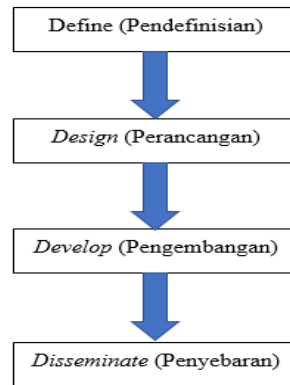 Define (Pendefinisian)
Design (Perancangan)
Develop (Pengembangan)
Disseminate (Penyebaran)